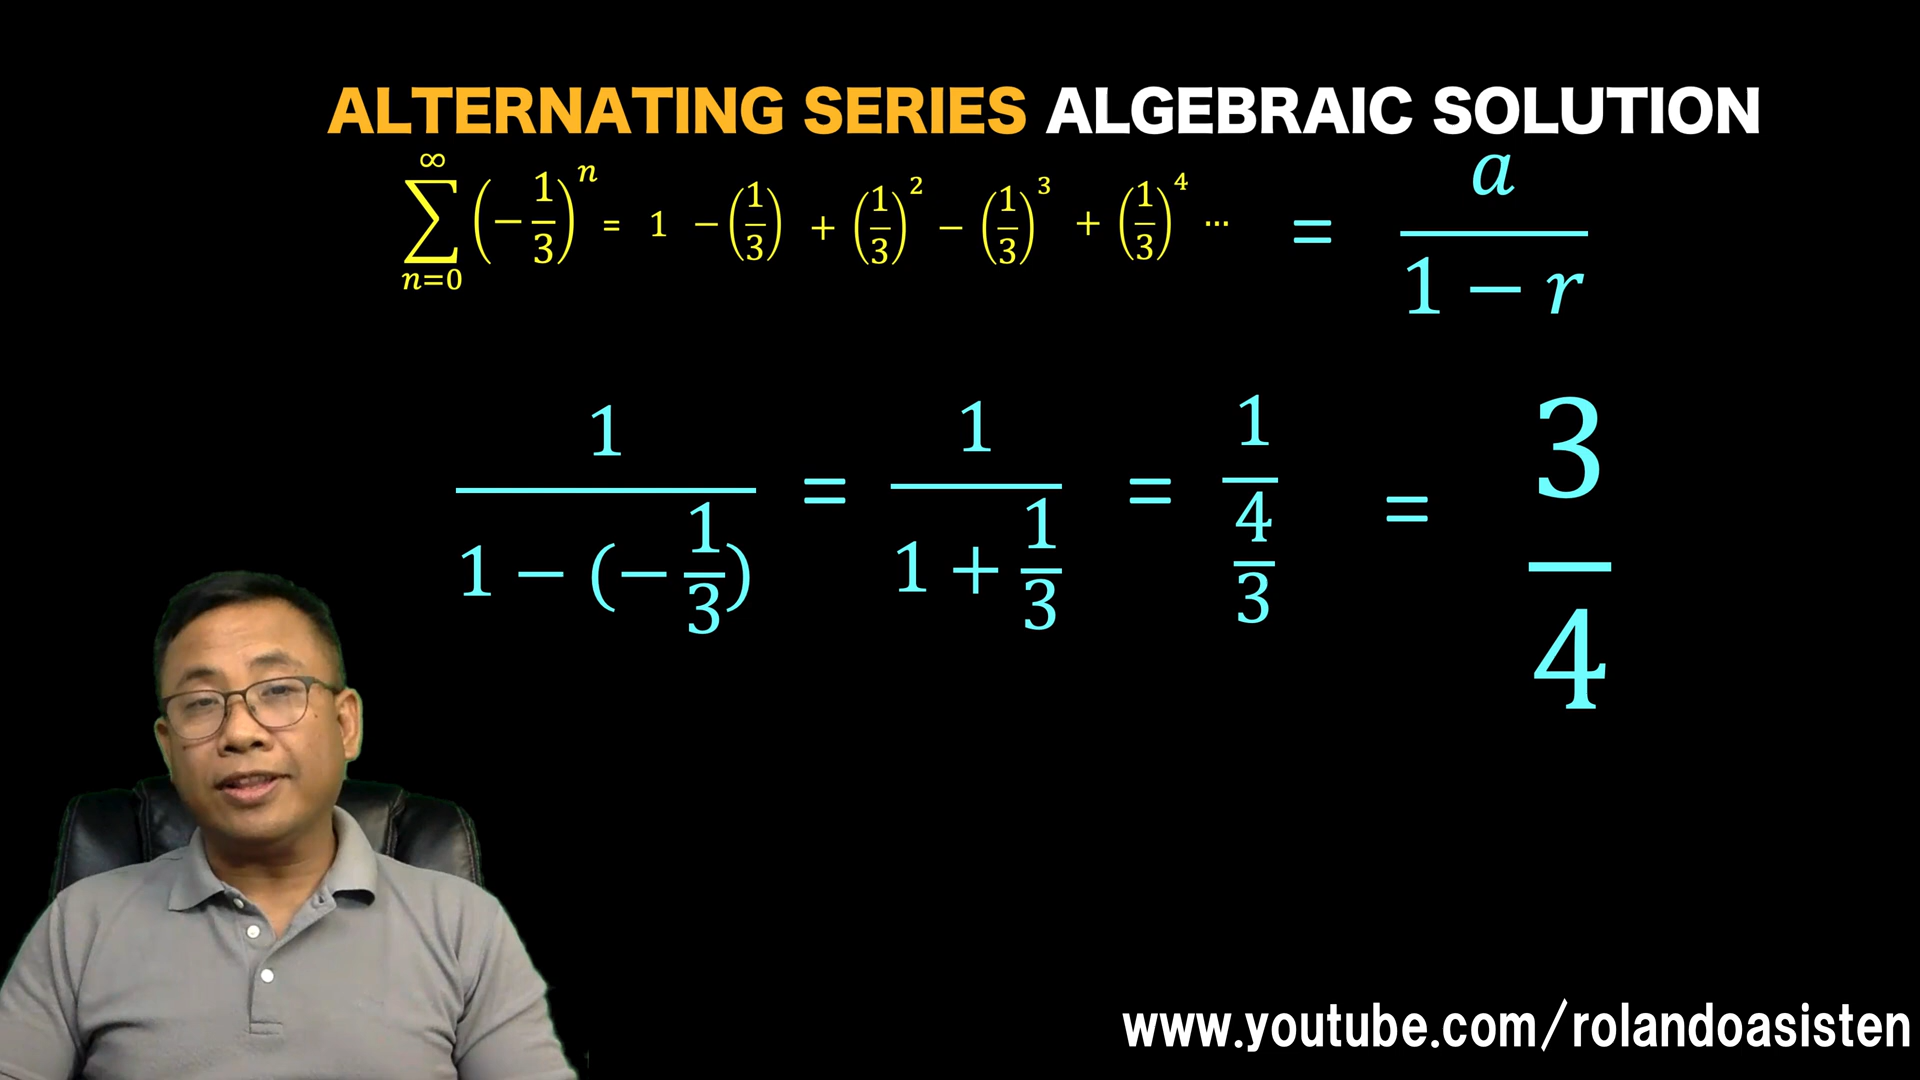 ALTERNATING SERIES ALGEBRAIC SOLUTION
∞
∑ (−1/3)ⁿ = 1 −(1/3) + (1/3)² − (1/3)³ + (1/3)⁴ ··· = a/(1 − r)
n=0
1/(1 − (−1/3)) = 1/(1 + 1/3) = 1/(4/3) = 3/4
www.youtube.com/rolandoasisten